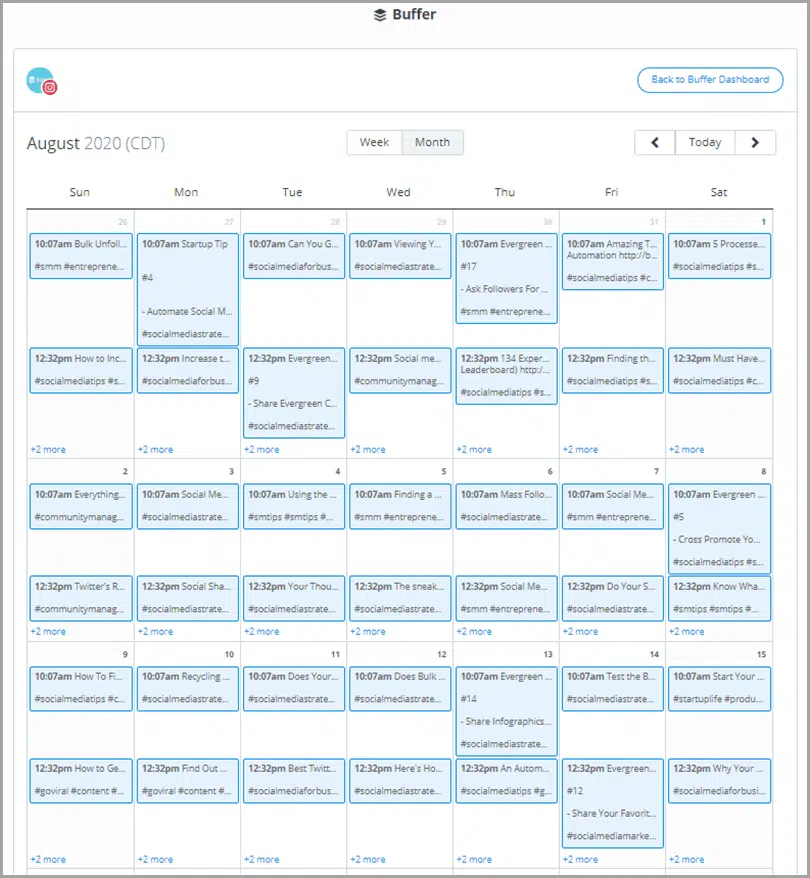 Buffer
Back to Buffer Dashboard
August 2020 (CDT)
Week Month
Today
Sun Mon Tue Wed Thu Fri Sat
26 27 28 29 30 31 1
10:07am Bulk Unfoll...
#smm #entreprene...
10:07am Startup Tip
#4
- Automate Social M...
#socialmediastrate...
10:07am Can You G...
#socialmediaforbus...
10:07am Viewing Y...
#socialmediastrate...
10:07am Evergreen ...
#17
- Ask Followers For ...
#smm #entreprene...
10:07am Amazing T...
Automation http://b...
#socialmediatips #c...
10:07am 5 Processe...
#socialmediatips #s...
12:32pm How to Inc...
#socialmediatips #s...
12:32pm Increase t...
#socialmediaforbus...
12:32pm Evergreen...
#9
- Share Evergreen C...
#socialmediastrate...
12:32pm Social me...
#communitymanag...
12:32pm 134 Exper...
Leaderboard) http:/...
#socialmediatips #s...
12:32pm Finding th...
#socialmediatips #s...
12:32pm Must Have...
#socialmediatips #c...
+2 more +2 more +2 more +2 more +2 more +2 more +2 more
2 3 4 5 6 7 8
10:07am Everything...
#communitymanag...
10:07am Social Me...
#socialmediastrate...
10:07am Using the ...
#smtips #smtips #...
10:07am Finding a ...
#smm #entreprene...
10:07am Mass Follo...
#socialmediastrate...
10:07am Social Me...
#smm #entreprene...
10:07am Evergreen ...
#5
- Cross Promote Yo...
#socialmediatips #s...
12:32pm Twitter's R...
#communitymanag...
12:32pm Social Sha...
#socialmediastrate...
12:32pm Your Thou...
#socialmediastrate...
12:32pm The sneak...
#socialmediastrate...
12:32pm Social Me...
#smm #entreprene...
12:32pm Do Your S...
#socialmediastrate...
12:32pm Know Wha...
#smtips #smtips #...
+2 more +2 more +2 more +2 more +2 more +2 more +2 more
9 10 11 12 13 14 15
10:07am How To Fi...
#socialmediatips #c...
10:07am Recycling ...
#socialmediastrate...
10:07am Does Your...
#socialmediastrate...
10:07am Does Bulk ...
#socialmediastrate...
10:07am Evergreen ...
#14
- Share Infographics...
#socialmediastrate...
10:07am Test the B...
#socialmediastrate...
10:07am Start Your ...
#startuplife #produ...
12:32pm How to Ge...
#goviral #content #...
12:32pm Find Out ...
#goviral #content #...
12:32pm Best Twitt...
#socialmediastrate...
12:32pm Here's Ho...
#socialmediastrate...
12:32pm An Autom...
#socialmediatips #g...
12:32pm Evergreen...
#12
- Share Your Favorit...
#socialmediamarke...
12:32pm Why Your ...
#socialmediaforbusi...
+2 more +2 more +2 more +2 more +2 more +2 more +2 more